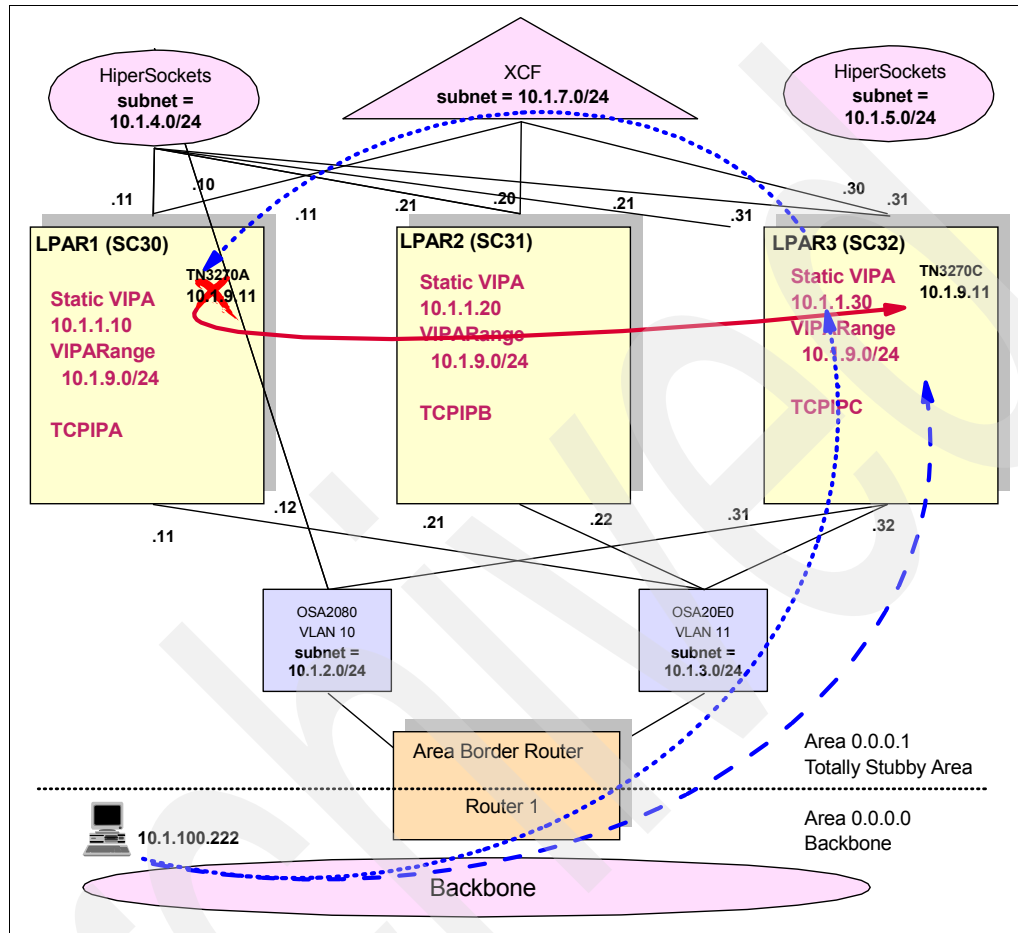 HiperSockets
subnet =
10.1.4.0/24
XCF
subnet = 10.1.7.0/24
HiperSockets
subnet =
10.1.5.0/24
.11
.10
.11
.21
.20
.21
.31
.30
.31
LPAR1 (SC30)
TN3270A
10.1.9.11
Static VIPA
10.1.1.10
VIPARange
10.1.9.0/24
TCPIPA
LPAR2 (SC31)
Static VIPA
10.1.1.20
VIPARange
10.1.9.0/24
TCPIPB
LPAR3 (SC32)
Static VIPA
10.1.1.30
VIPARange
10.1.9.0/24
TCPIPC
TN3270C
10.1.9.11
.11
.12
.21
.22
.31
.32
OSA2080
VLAN 10
subnet =
10.1.2.0/24
OSA20E0
VLAN 11
subnet =
10.1.3.0/24
Area Border Router
Router 1
Area 0.0.0.1
Totally Stubby Area
Area 0.0.0.0
Backbone
10.1.100.222
Backbone